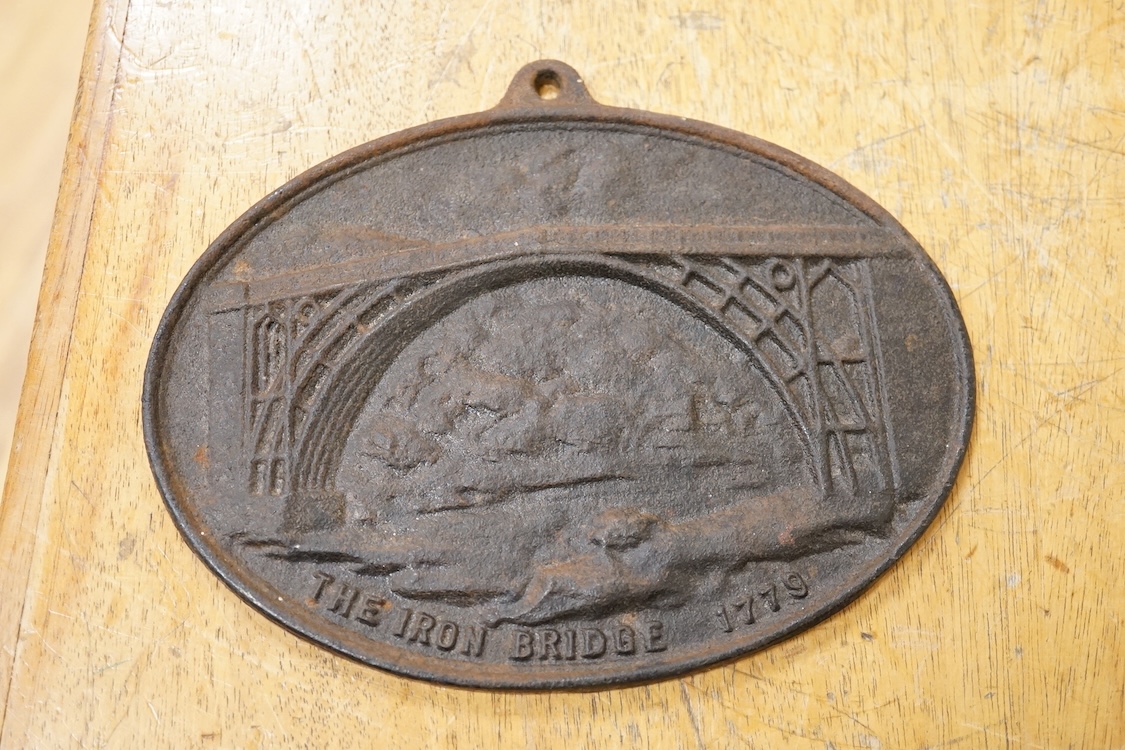 THE IRON BRIDGE 1779